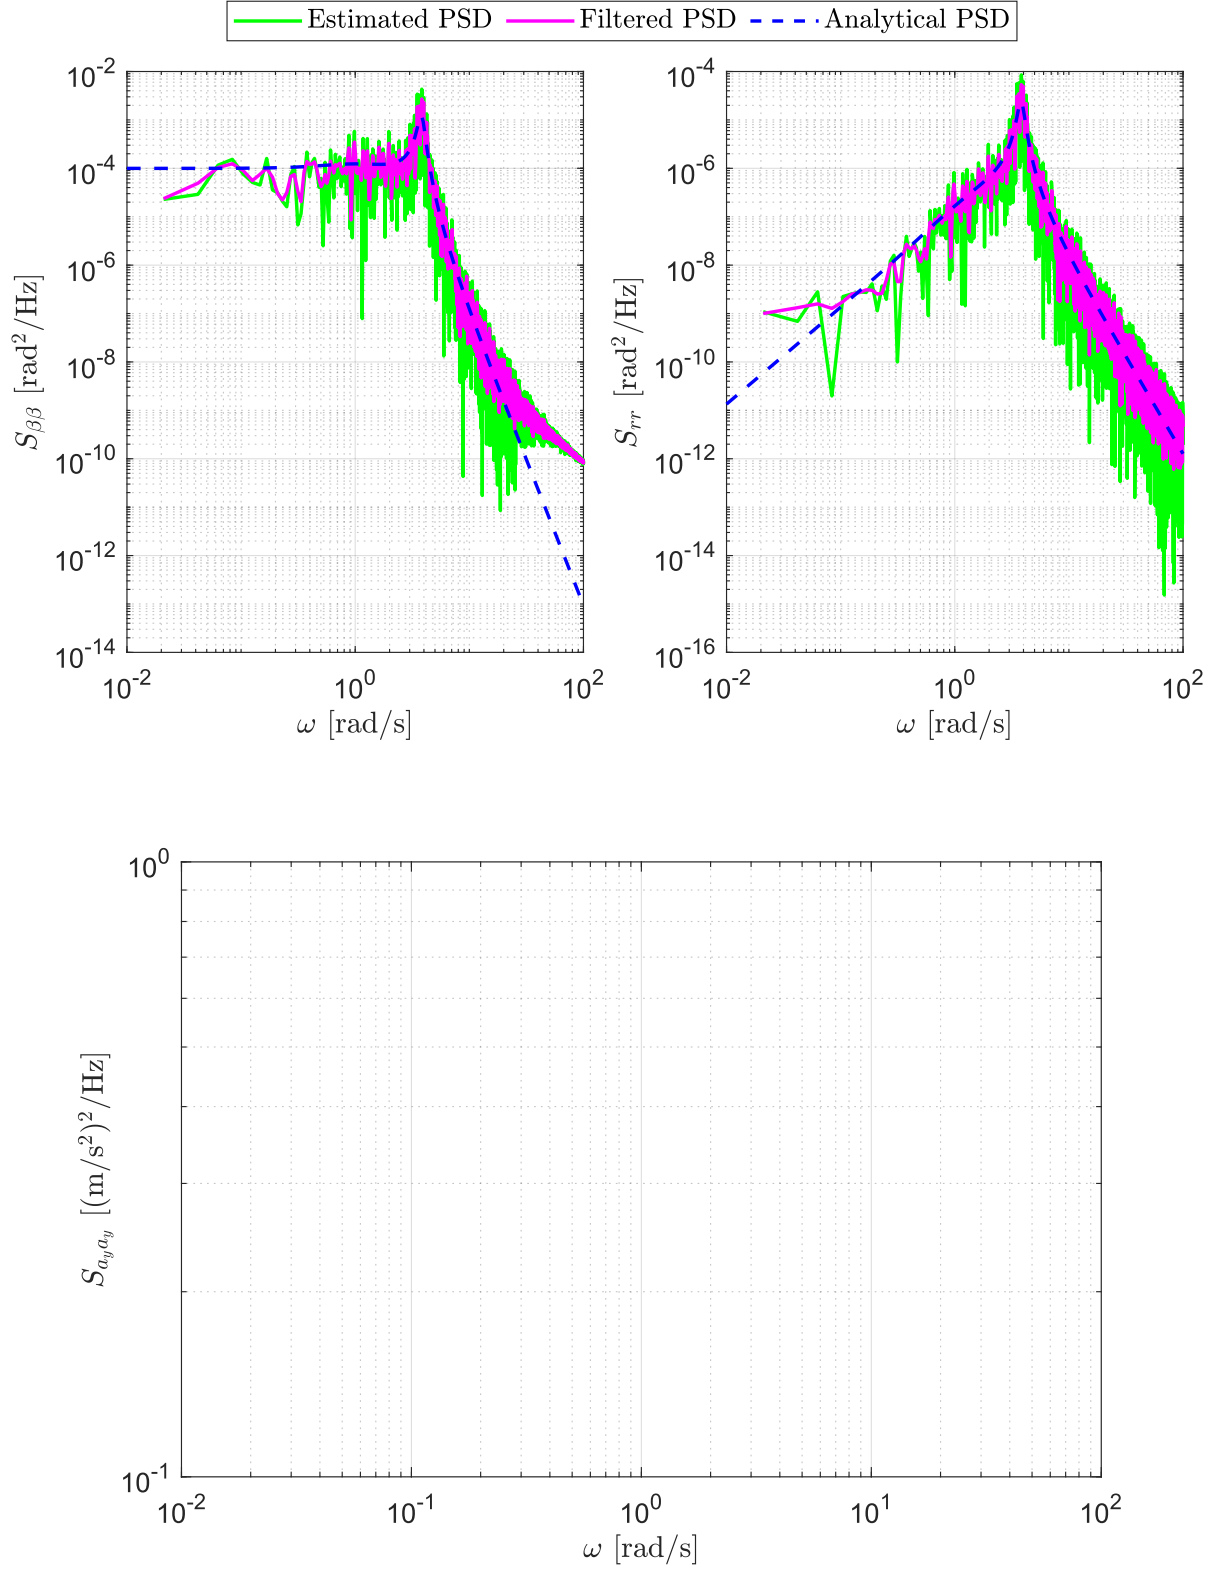 Estimated PSD Filtered PSD Analytical PSD
10^-2
10^-4
10^-6
10^-8
10^-10
10^-12
10^-14
S_ββ [rad^2/Hz]
10^-2 10^0 10^2
ω [rad/s]
10^-4
10^-6
10^-8
10^-10
10^-12
10^-14
10^-16
S_rr [rad^2/Hz]
10^-2 10^0 10^2
ω [rad/s]
10^0
10^-1
S_{a_y a_y} [(m/s^2)^2/Hz]
10^-2 10^-1 10^0 10^1 10^2
ω [rad/s]